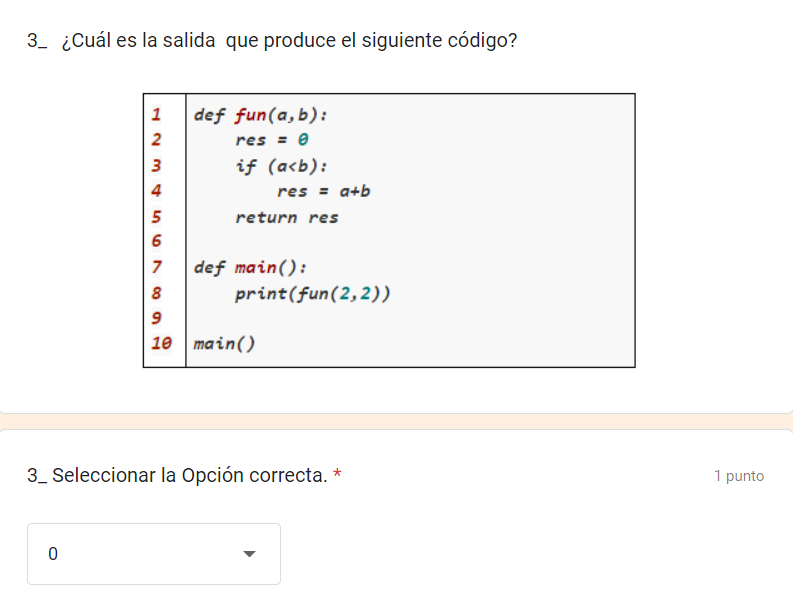 3_ ¿Cuál es la salida que produce el siguiente código?
1 def fun(a,b):
2     res = 0
3     if (a<b):
4         res = a+b
5     return res
6
7 def main():
8     print(fun(2,2))
9
10 main()
3_ Seleccionar la Opción correcta. *
1 punto
0